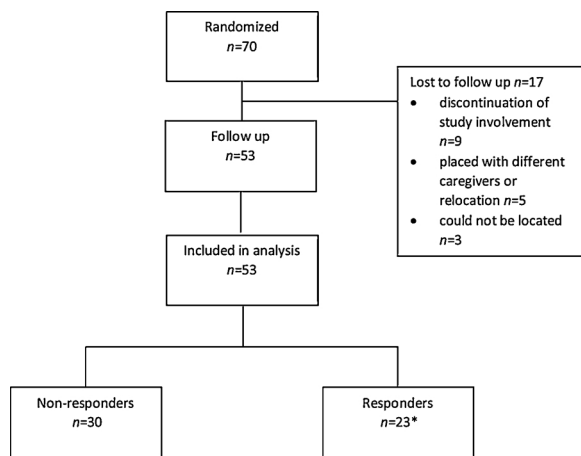 Randomized
n=70
Lost to follow up n=17
• discontinuation of
study involvement
n=9
• placed with different
caregivers or
relocation n=5
• could not be located
n=3
Follow up
n=53
Included in analysis
n=53
Non-responders
n=30
Responders
n=23*